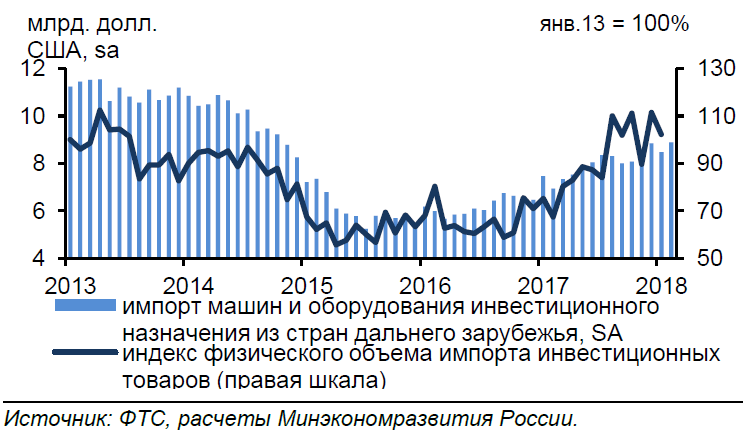 млрд. долл.
США, sa
янв.13 = 100%
12
10
8
6
4
130
110
90
70
50
2013 2014 2015 2016 2017 2018
импорт машин и оборудования инвестиционного
назначения из стран дальнего зарубежья, SA
индекс физического объема импорта инвестиционных
товаров (правая шкала)
Источник: ФТС, расчеты Минэкономразвития России.